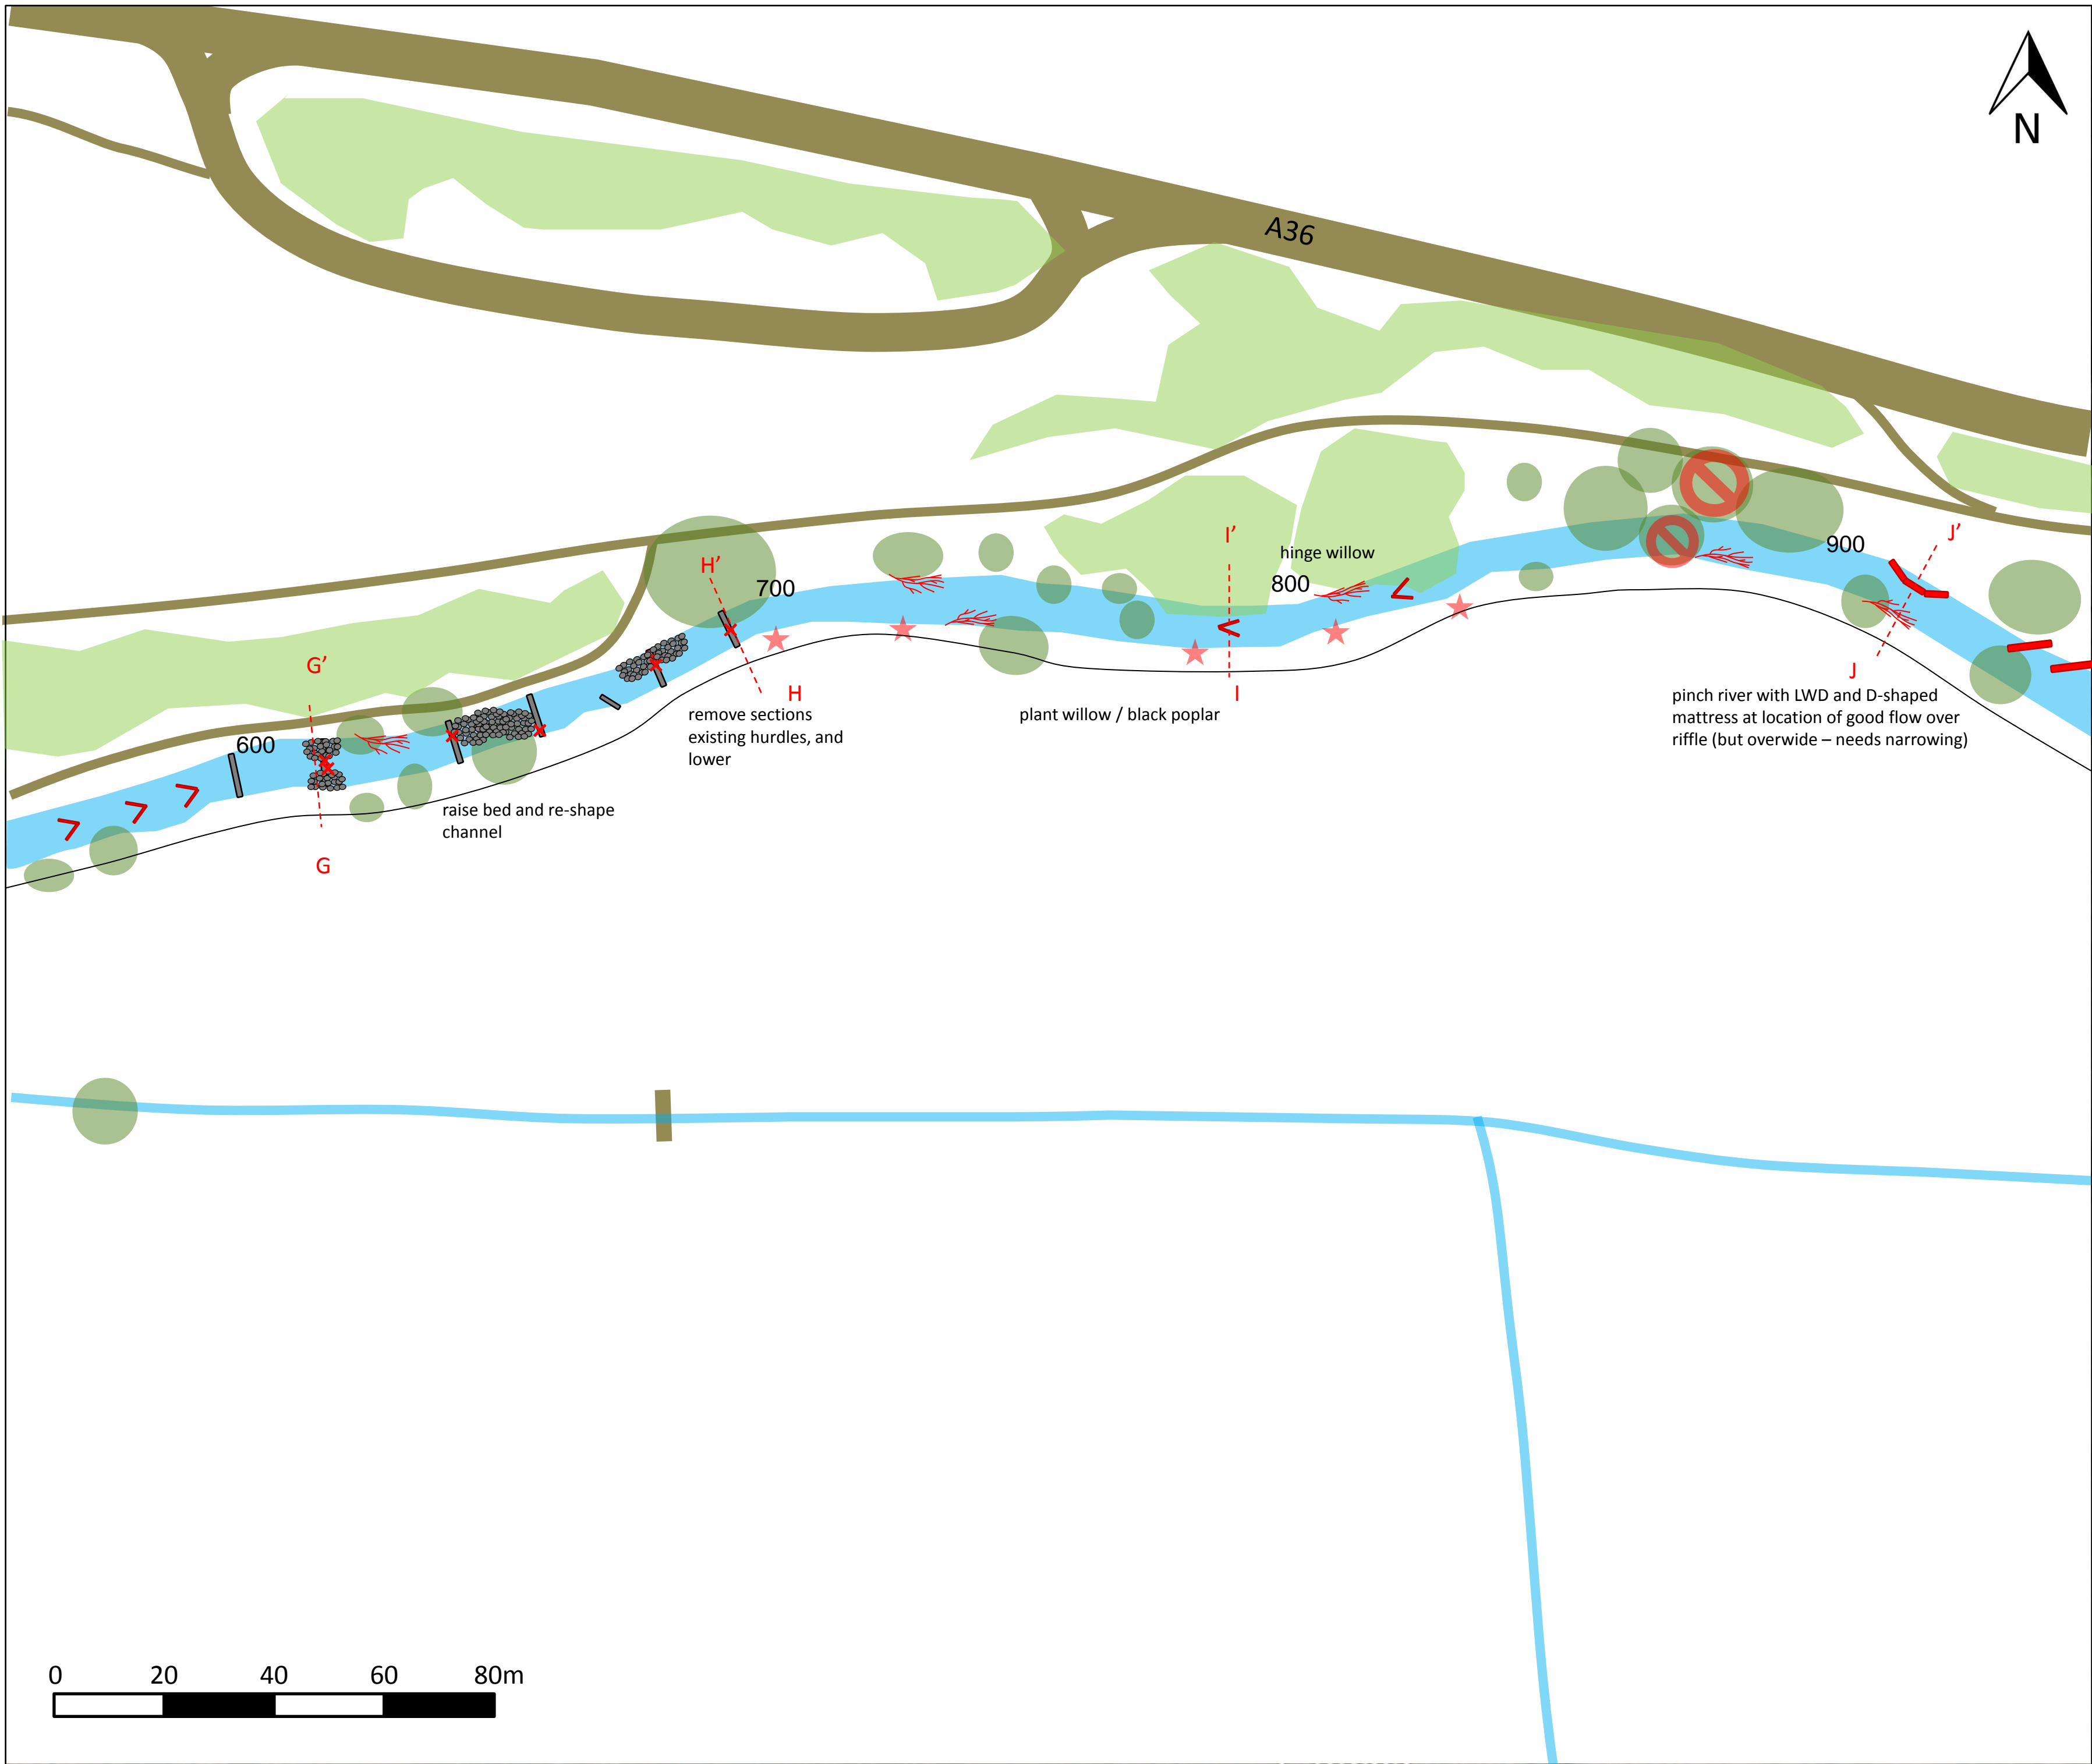 N
A36
J’
I’
900
hinge willow
H’
800
700
G’
J
H
I
pinch river with LWD and D-shaped
mattress at location of good flow over
riffle (but overwide – needs narrowing)
remove sections
existing hurdles, and
lower
plant willow / black poplar
600
raise bed and re-shape
channel
G
0 20 40 60 80m